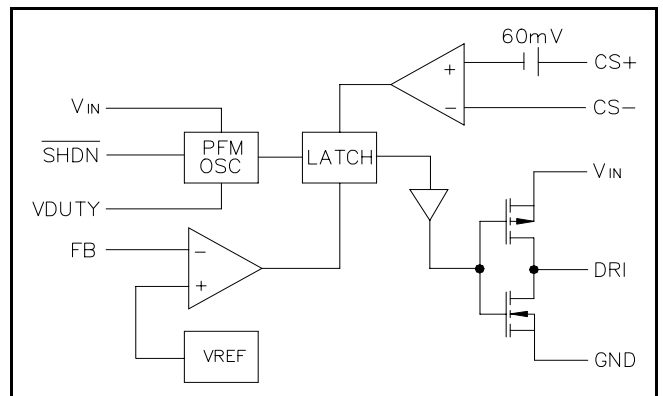 60mV
CS+
+
−
CS−
VIN
SHDN
PFM
OSC
LATCH
VIN
VDUTY
FB
−
+
DRI
VREF
GND